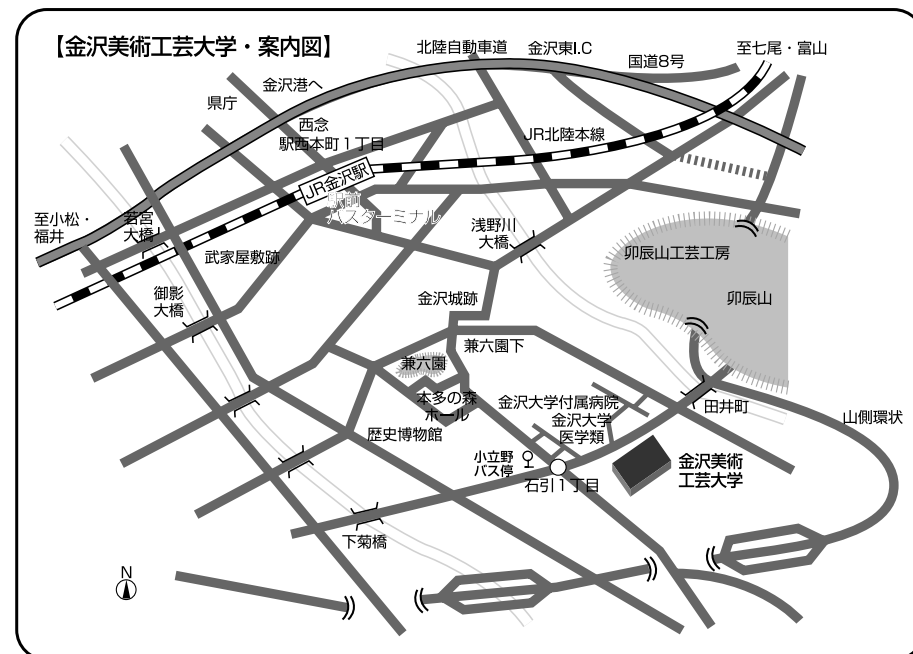 【金沢美術工芸大学・案内図】
北陸自動車道
金沢東I.C
国道8号
至七尾・富山
金沢港へ
県庁
西念
駅西本町1丁目
JR北陸本線
JR金沢駅
駅前
バスターミナル
至小松・
福井
若宮
大橋
武家屋敷跡
浅野川
大橋
卯辰山工芸工房
卯辰山
御影
大橋
金沢城跡
兼六園下
兼六園
本多の森
ホール
金沢大学付属病院
金沢大学
医学類
田井町
山側環状
歴史博物館
小立野
バス停
石引1丁目
金沢美術
工芸大学
下菊橋
N